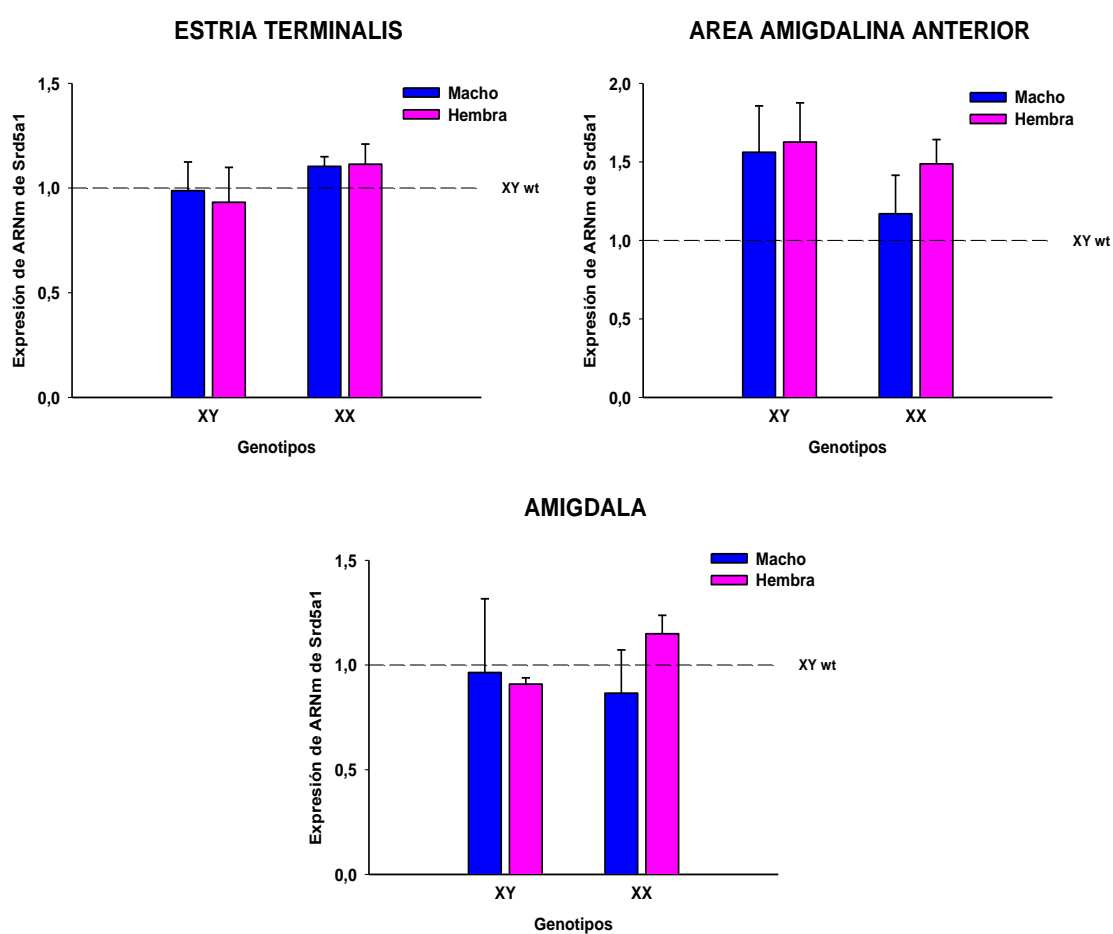 ESTRIA TERMINALIS
Expresión de ARNm de Srd5a1
1,5
1,0
0,5
0,0
Macho
Hembra
XY wt
XY XX
Genotipos
AREA AMIGDALINA ANTERIOR
Expresión de ARNm de Srd5a1
2,0
1,5
1,0
0,5
0,0
Macho
Hembra
XY wt
XY XX
Genotipos
AMIGDALA
Expresión de ARNm de Srd5a1
1,5
1,0
0,5
0,0
Macho
Hembra
XY wt
XY XX
Genotipos